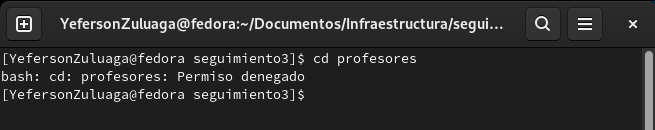 YefersonZuluaga@fedora:~/Documentos/Infraestructura/segui...
[YefersonZuluaga@fedora seguimiento3]$ cd profesores
bash: cd: profesores: Permiso denegado
[YefersonZuluaga@fedora seguimiento3]$